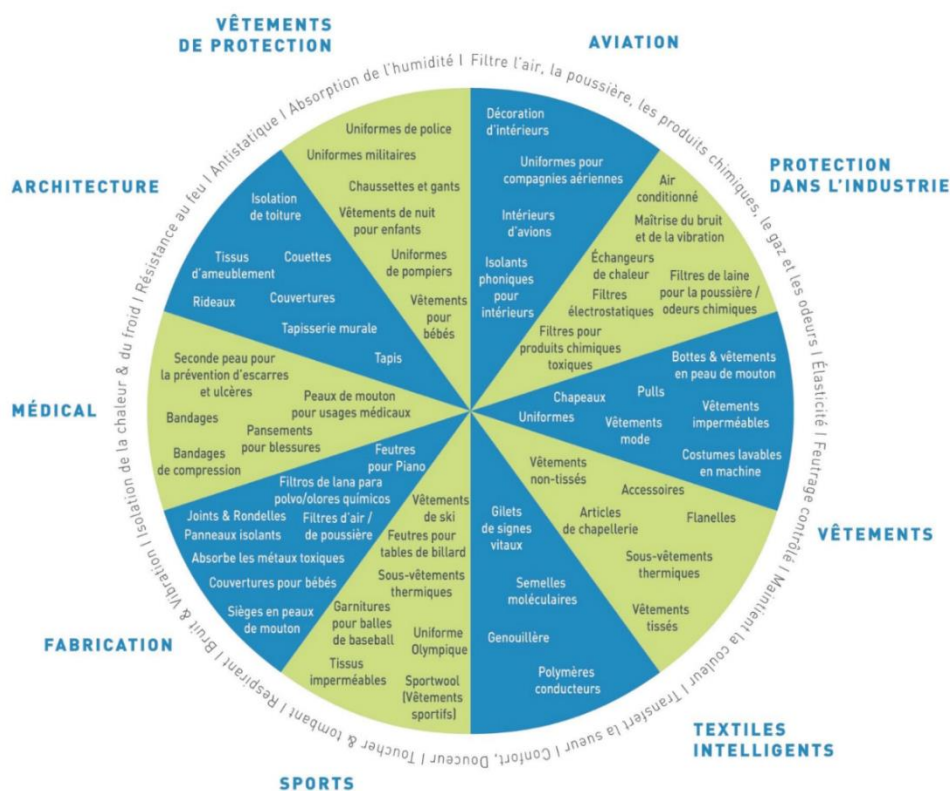 VÊTEMENTS
DE PROTECTION
AVIATION
PROTECTION
DANS L'INDUSTRIE
VÊTEMENTS
TEXTILES
INTELLIGENTS
SPORTS
FABRICATION
MÉDICAL
ARCHITECTURE
Isolation de la chaleur & du froid | Résistance au feu | Antistatique | Absorption de l'humidité | Filtre l'air, la poussière, les produits chimiques, le gaz et les odeurs | Élasticité | Feutrage contrôlé | Maintient la couleur | Transfert la sueur | Confort, Douceur | Toucher & tombant | Respirant | Bruit & Vibration |
Uniformes de police
Uniformes militaires
Chaussettes et gants
Vêtements de nuit
pour enfants
Uniformes
de pompiers
Vêtements
pour
bébés
Décoration
d'intérieurs
Uniformes pour
compagnies aériennes
Intérieurs
d'avions
Isolants
phoniques
pour
intérieurs
Air
conditionné
Maîtrise du bruit
et de la vibration
Échangeurs
de chaleur
Filtres de laine
pour la poussière /
odeurs chimiques
Filtres
électrostatiques
Filtres pour
produits chimiques
toxiques
Bottes & vêtements
en peau de mouton
Pulls
Chapeaux
Uniformes
Vêtements
mode
Vêtements
imperméables
Costumes lavables
en machine
Vêtements
non-tissés
Accessoires
Articles
de chapellerie
Flanelles
Sous-vêtements
thermiques
Vêtements
tissés
Gilets
de signes
vitaux
Semelles
moléculaires
Genouillère
Polymères
conducteurs
Vêtements
de ski
Feutres pour
tables de billard
Sous-vêtements
thermiques
Garnitures
pour balles
de baseball
Uniforme
Olympique
Tissus
imperméables
Sportwool
(Vêtements
sportifs)
Feutres
pour Piano
Filtros de lana para
polvo/olores químicos
Joints & Rondelles
Filtres d'air /
de poussière
Panneaux isolants
Absorbe les métaux toxiques
Couvertures pour bébés
Sièges en peaux
de mouton
Seconde peau pour
la prévention d'escarres
et ulcères
Peaux de mouton
pour usages médicaux
Bandages
Pansements
pour blessures
Bandages
de compression
Isolation
de toiture
Tissus
d'ameublement
Couettes
Rideaux
Couvertures
Tapisserie murale
Tapis